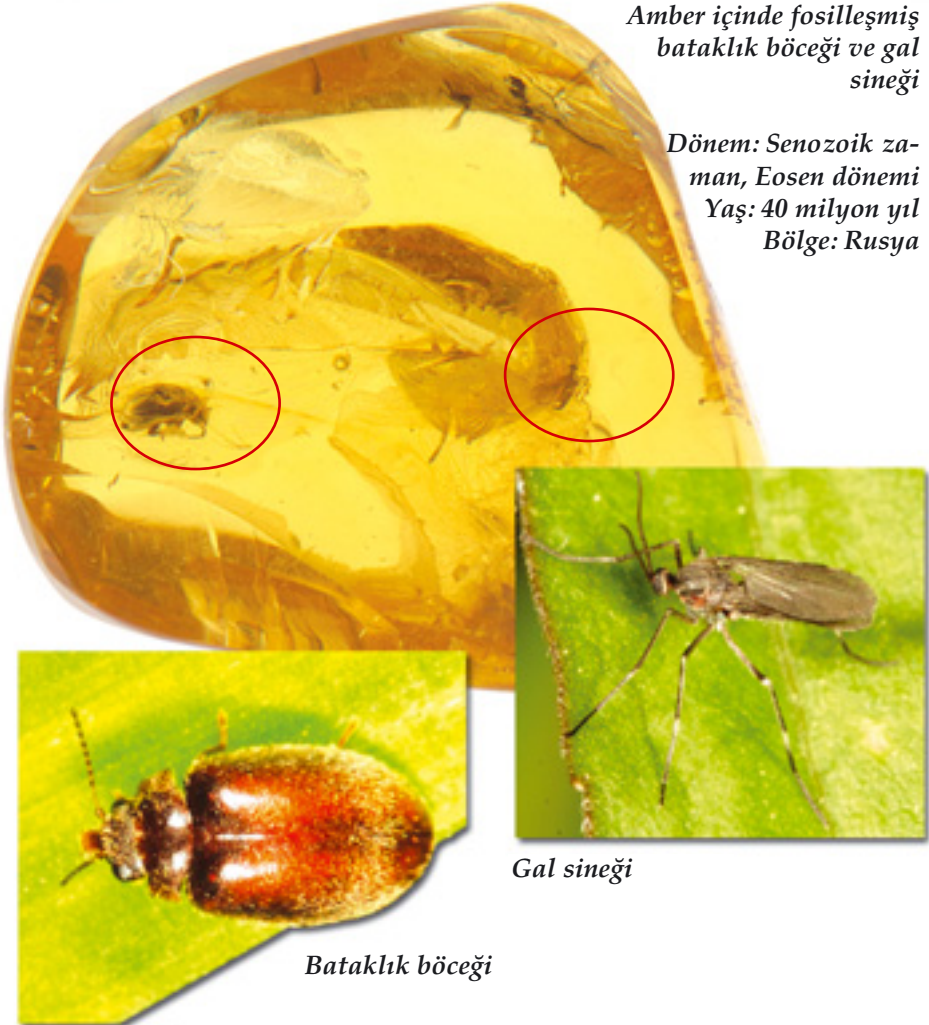 Amber içinde fosilleşmiş
bataklık böceği ve gal
sineği
Dönem: Senozoik za-
man, Eosen dönemi
Yaş: 40 milyon yıl
Bölge: Rusya
Gal sineği
Bataklık böceği